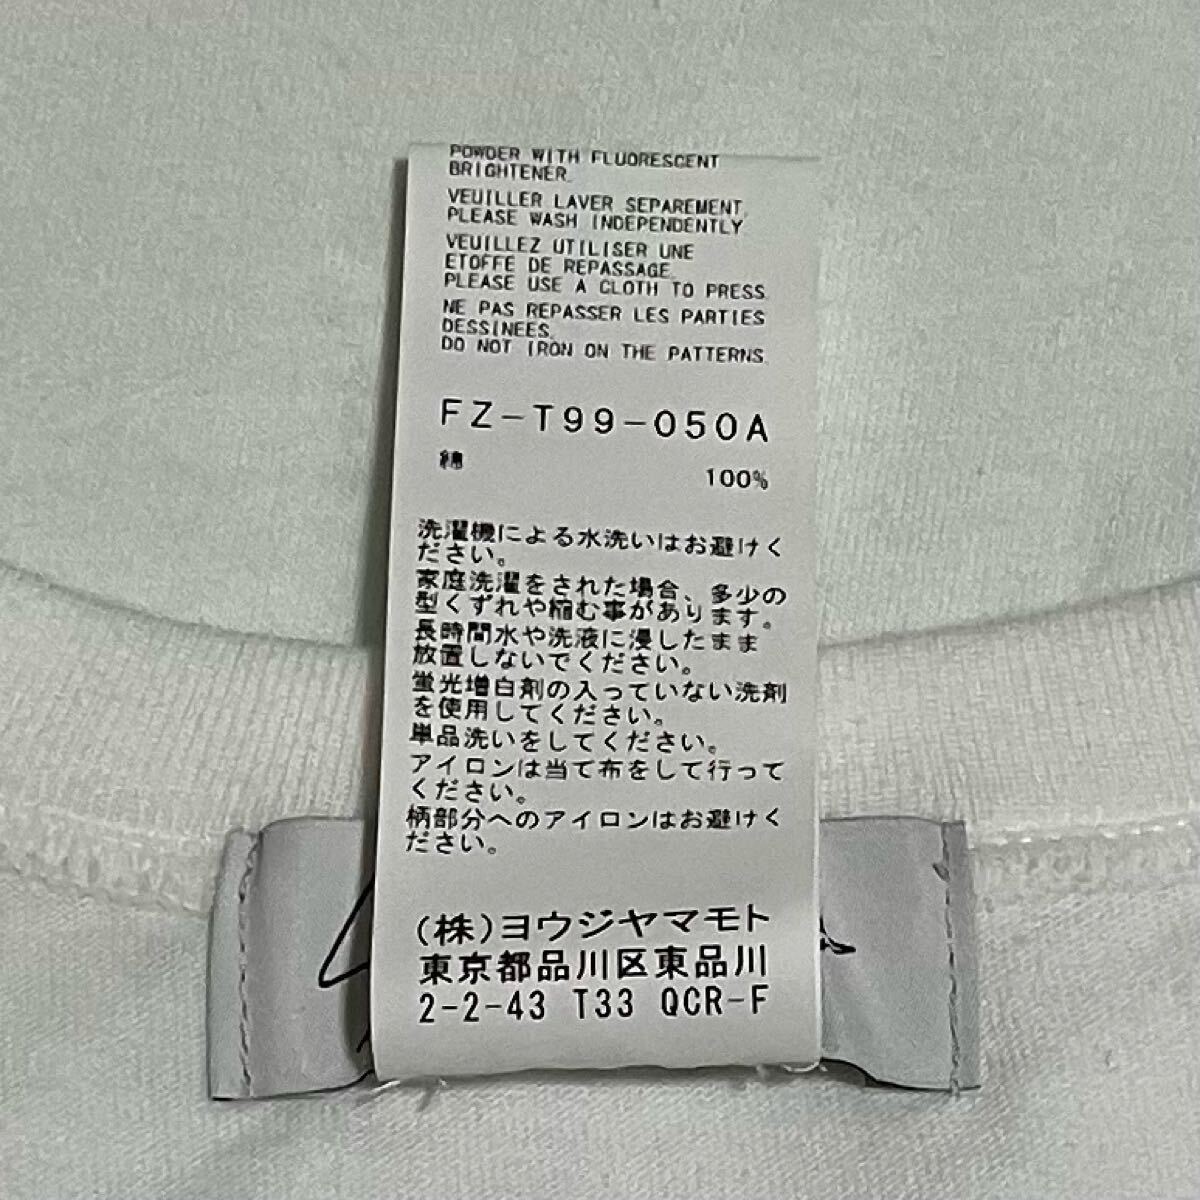 POWDER WITH FLUORESCENT
BRIGHTENER.
VEUILLER LAVER SEPAREMENT.
PLEASE WASH INDEPENDENTLY
VEUILLEZ UTILISER UNE
ETOFFE DE REPASSAGE.
PLEASE USE A CLOTH TO PRESS.
NE PAS REPASSER LES PARTIES
DESSINEES.
DO NOT IRON ON THE PATTERNS.
FZ-T99-050A
綿 100%
洗濯機による水洗いはお避けく
ださい。
家庭洗濯をされた場合、多少の
型くずれや縮む事があります。
長時間水や洗液に浸したまま
放置しないでください。
蛍光増白剤の入っていない洗剤
を使用してください。
単品洗いをしてください。
アイロンは当て布をして行って
ください。
柄部分へのアイロンはお避けく
ださい。
(株)ヨウジヤマモト
東京都品川区東品川
2-2-43 T33 QCR-F